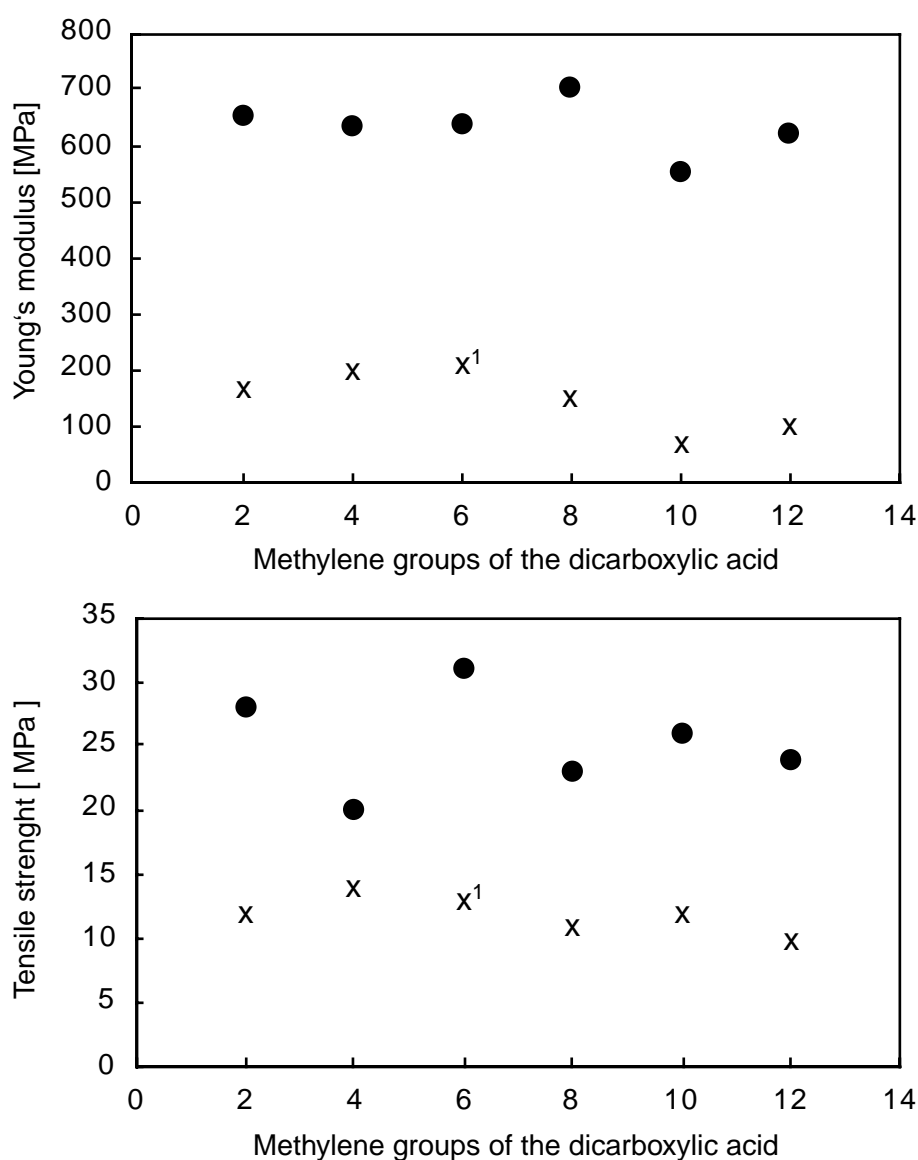 800
700
600
500
400
300
200
100
0
Young‘s modulus [MPa]
x
x
x¹
x
x
x
0 2 4 6 8 10 12 14
Methylene groups of the dicarboxylic acid
35
30
25
20
15
10
5
0
Tensile strenght [ MPa ]
x
x
x¹
x
x
x
0 2 4 6 8 10 12 14
Methylene groups of the dicarboxylic acid